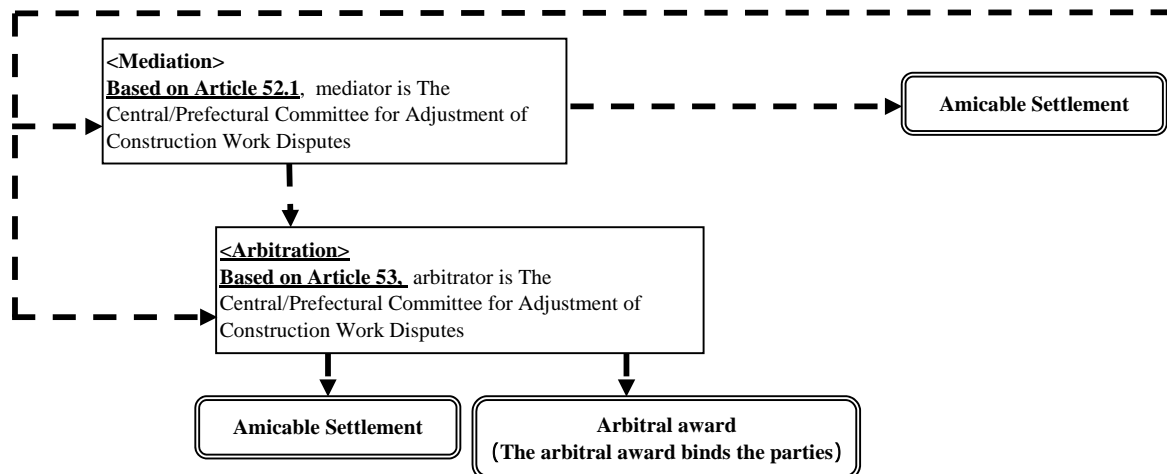 <Mediation>
Based on Article 52.1, mediator is The
Central/Prefectural Committee for Adjustment of
Construction Work Disputes
Amicable Settlement
<Arbitration>
Based on Article 53, arbitrator is The
Central/Prefectural Committee for Adjustment of
Construction Work Disputes
Amicable Settlement
Arbitral award
(The arbitral award binds the parties)